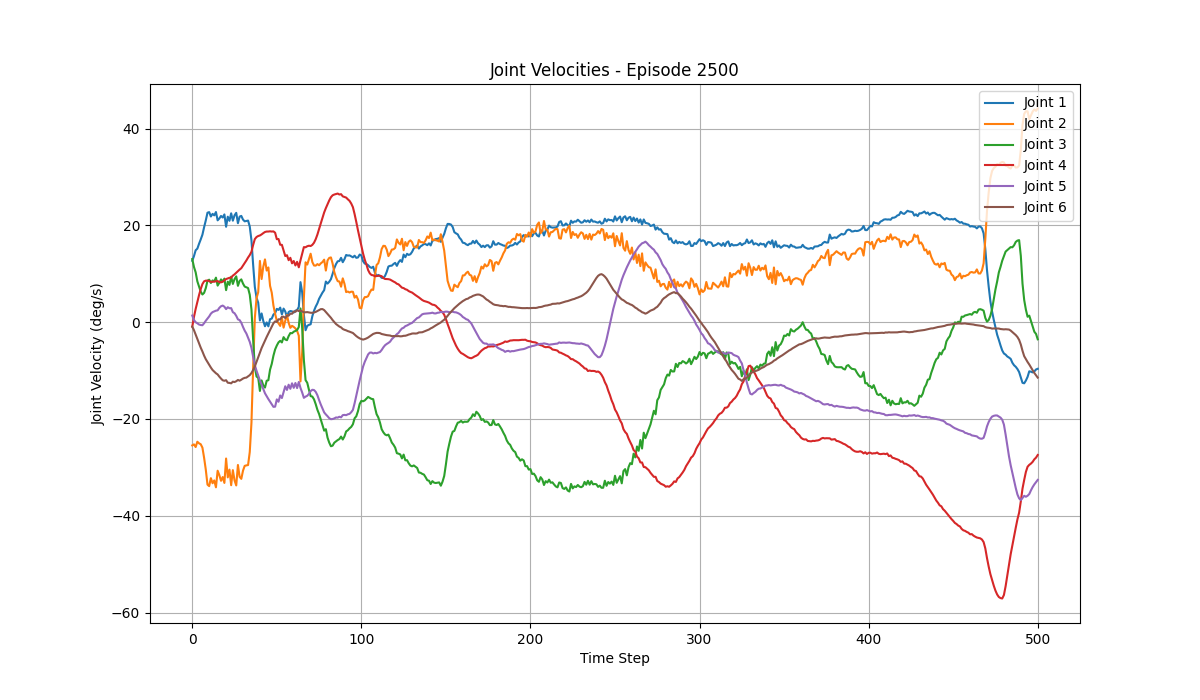 Joint Velocities - Episode 2500
Joint Velocity (deg/s)
40
20
0
−20
−40
−60
Joint 1
Joint 2
Joint 3
Joint 4
Joint 5
Joint 6
0 100 200 300 400 500
Time Step